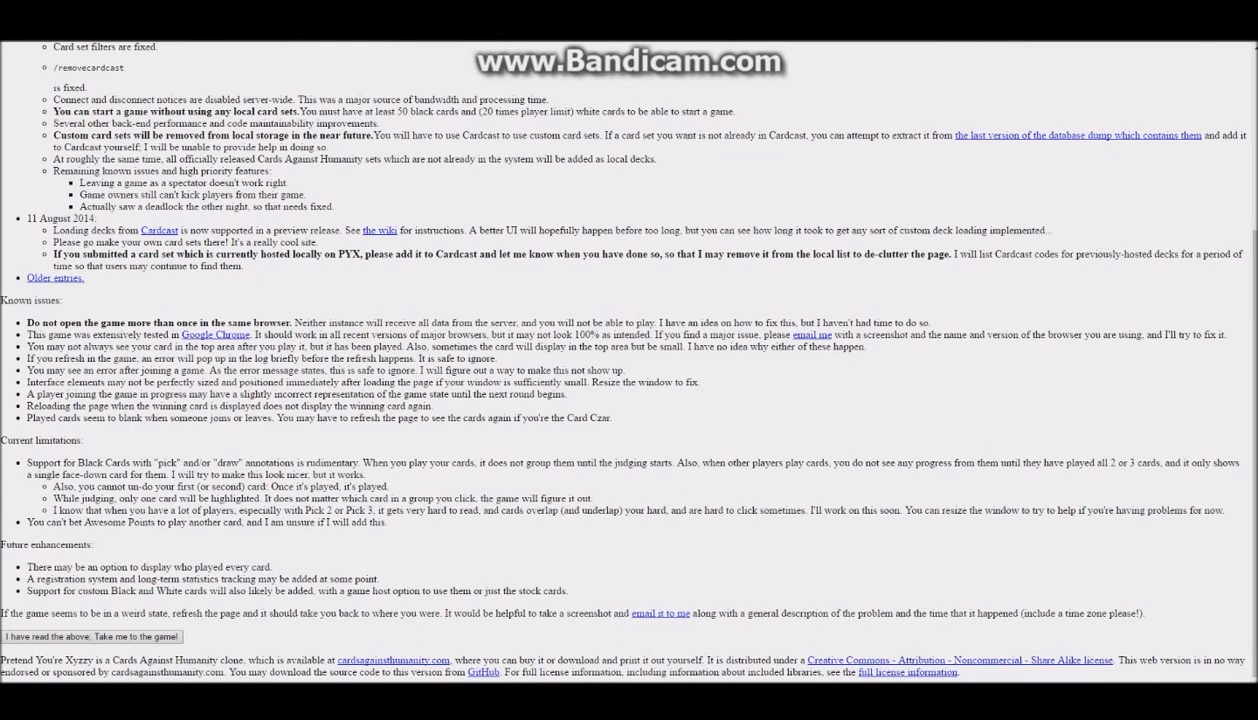 www.Bandicam.com
Card set filters are fixed.
/removecardcast
is fixed.
Connect and disconnect notices are disabled server-wide. This was a major source of bandwidth and processing time.
You can start a game without using any local card sets.You must have at least 50 black cards and (20 times player limit) white cards to be able to start a game.
Several other back-end performance and code maintainability improvements.
Custom card sets will be removed from local storage in the near future.You will have to use Cardcast to use custom card sets. If a card set you want is not already in Cardcast, you can attempt to extract it from the last version of the database dump which contains them and add it
to Cardcast yourself; I will be unable to provide help in doing so.
At roughly the same time, all officially released Cards Against Humanity sets which are not already in the system will be added as local decks.
Remaining known issues and high priority features:
Leaving a game as a spectator doesn't work right.
Game owners still can't kick players from their game.
Actually saw a deadlock the other night, so that needs fixed.
11 August 2014:
Loading decks from Cardcast is now supported in a preview release. See the wiki for instructions. A better UI will hopefully happen before too long, but you can see how long it took to get any sort of custom deck loading implemented...
Please go make your own card sets there! It's a really cool site.
If you submitted a card set which is currently hosted locally on PYX, please add it to Cardcast and let me know when you have done so, so that I may remove it from the local list to de-clutter the page. I will list Cardcast codes for previously-hosted decks for a period of
time so that users may continue to find them.
Older entries.
Known issues:
Do not open the game more than once in the same browser. Neither instance will receive all data from the server, and you will not be able to play. I have an idea on how to fix this, but I haven't had time to do so.
This game was extensively tested in Google Chrome. It should work in all recent versions of major browsers, but it may not look 100% as intended. If you find a major issue, please email me with a screenshot and the name and version of the browser you are using, and I'll try to fix it.
You may not always see your card in the top area after you play it, but it has been played. Also, sometimes the card will display in the top area but be small. I have no idea why either of these happen.
If you refresh in the game, an error will pop up in the log briefly before the refresh happens. It is safe to ignore.
You may see an error after joining a game. As the error message states, this is safe to ignore. I will figure out a way to make this not show up.
Interface elements may not be perfectly sized and positioned immediately after loading the page if your window is sufficiently small. Resize the window to fix.
A player joining the game in progress may have a slightly incorrect representation of the game state until the next round begins.
Reloading the page when the winning card is displayed does not display the winning card again.
Played cards seem to blank when someone joins or leaves. You may have to refresh the page to see the cards again if you're the Card Czar.
Current limitations:
Support for Black Cards with "pick" and/or "draw" annotations is rudimentary. When you play your cards, it does not group them until the judging starts. Also, when other players play cards, you do not see any progress from them until they have played all 2 or 3 cards, and it only shows
a single face-down card for them. I will try to make this look nicer, but it works.
Also, you cannot un-do your first (or second) card: Once it's played, it's played.
While judging, only one card will be highlighted. It does not matter which card in a group you click, the game will figure it out.
I know that when you have a lot of players, especially with Pick 2 or Pick 3, it gets very hard to read, and cards overlap (and underlap) your hard, and are hard to click sometimes. I'll work on this soon. You can resize the window to try to help if you're having problems for now.
You can't bet Awesome Points to play another card, and I am unsure if I will add this.
Future enhancements:
There may be an option to display who played every card.
A registration system and long-term statistics tracking may be added at some point.
Support for custom Black and White cards will also likely be added, with a game host option to use them or just the stock cards.
If the game seems to be in a weird state, refresh the page and it should take you back to where you were. It would be helpful to take a screenshot and email it to me along with a general description of the problem and the time that it happened (include a time zone please!).
I have read the above; Take me to the game!
Pretend You're Xyzzy is a Cards Against Humanity clone, which is available at cardsagainsthumanity.com, where you can buy it or download and print it out yourself. It is distributed under a Creative Commons - Attribution - Noncommercial - Share Alike license. This web version is in no way
endorsed or sponsored by cardsagainsthumanity.com. You may download the source code to this version from GitHub. For full license information, including information about included libraries, see the full license information.